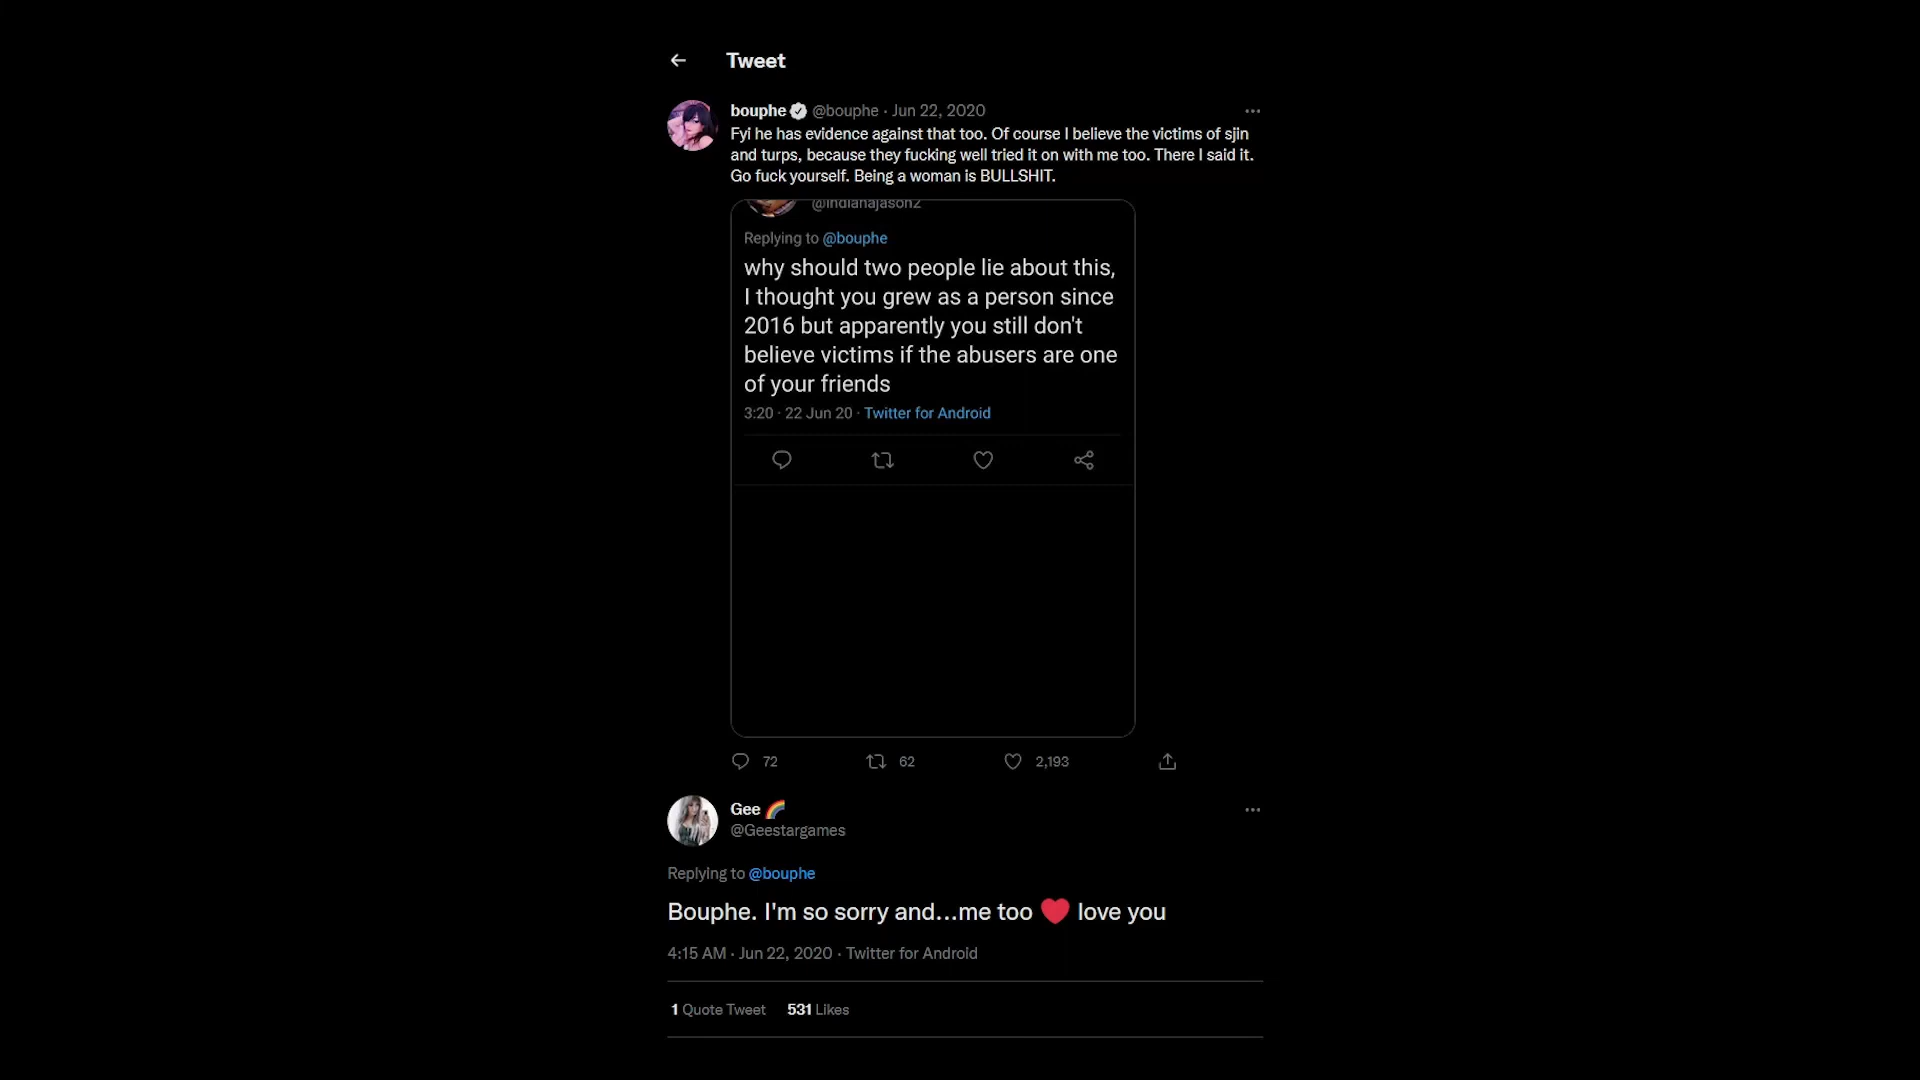 Tweet
bouphe @bouphe · Jun 22, 2020
Fyi he has evidence against that too. Of course I believe the victims of sjin
and turps, because they fucking well tried it on with me too. There I said it.
Go fuck yourself. Being a woman is BULLSHIT.
@indianajason2
Replying to @bouphe
why should two people lie about this,
I thought you grew as a person since
2016 but apparently you still don't
believe victims if the abusers are one
of your friends
3:20 · 22 Jun 20 · Twitter for Android
72 62 2,193
Gee 🌈
@Geestargames
Replying to @bouphe
Bouphe. I'm so sorry and...me too ❤️ love you
4:15 AM · Jun 22, 2020 · Twitter for Android
1 Quote Tweet 531 Likes